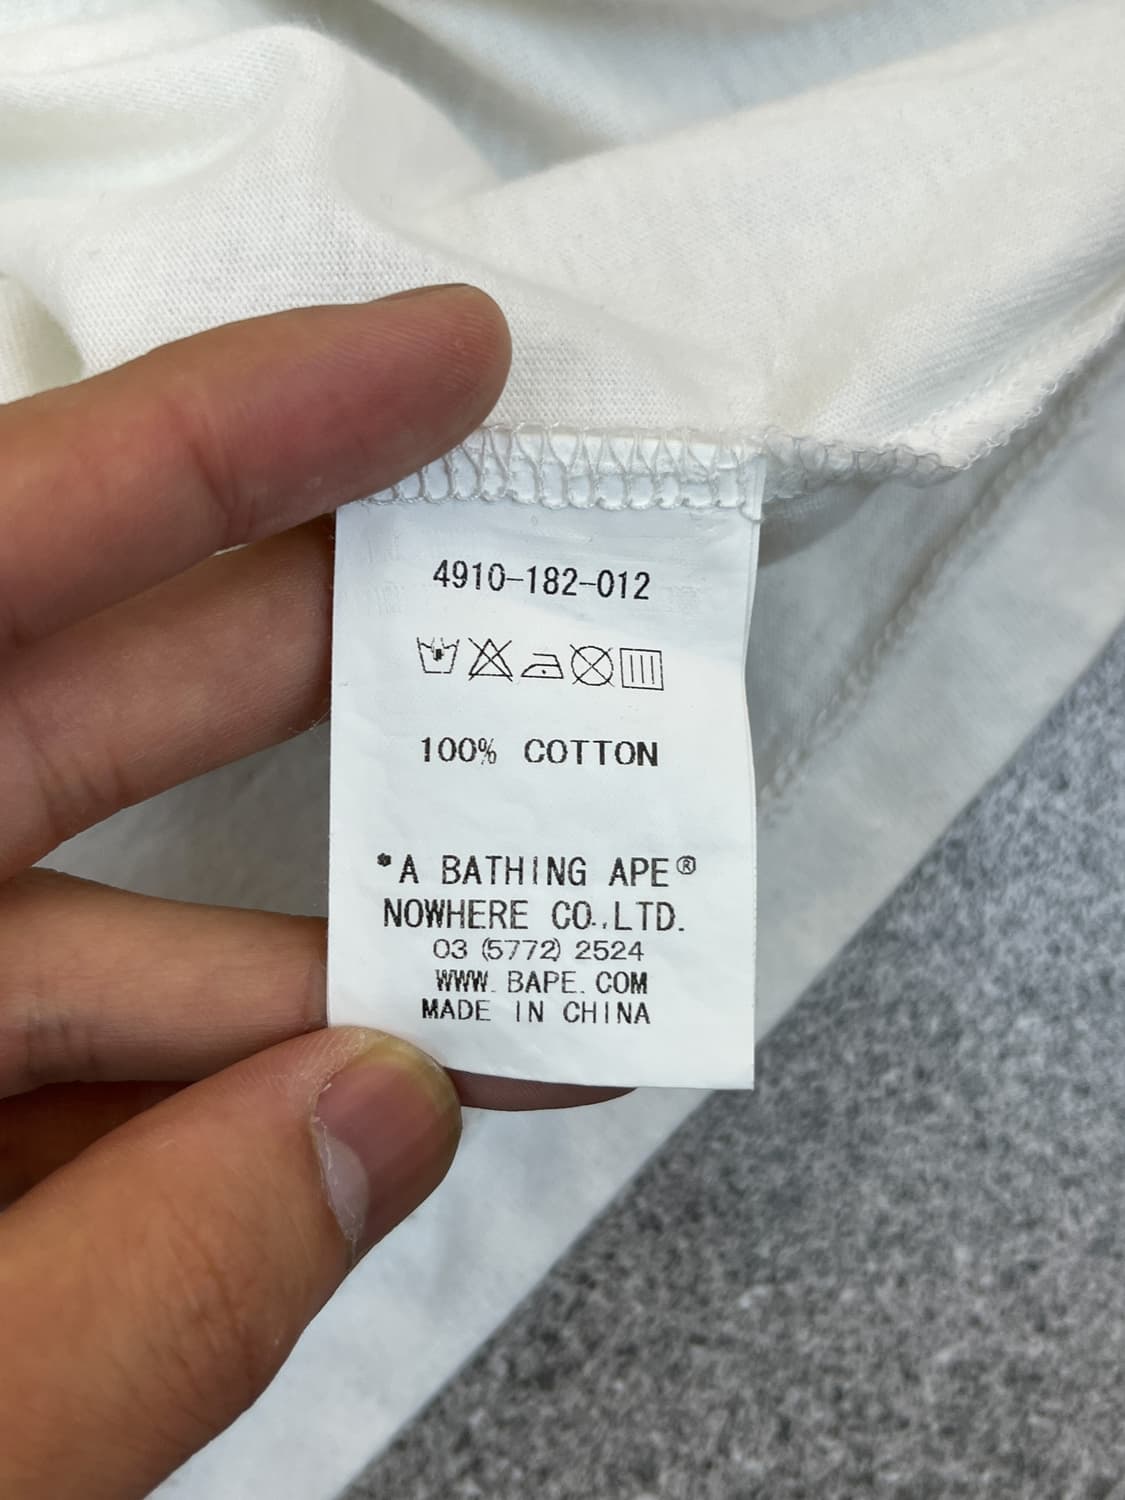 4910-182-012
100% COTTON
*A BATHING APE®
NOWHERE CO.,LTD.
03 (5772) 2524
WWW. BAPE. COM
MADE IN CHINA